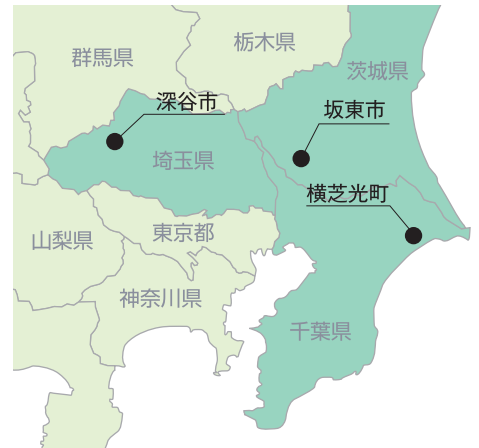 栃木県
群馬県
茨城県
深谷市
坂東市
埼玉県
横芝光町
東京都
山梨県
神奈川県
千葉県